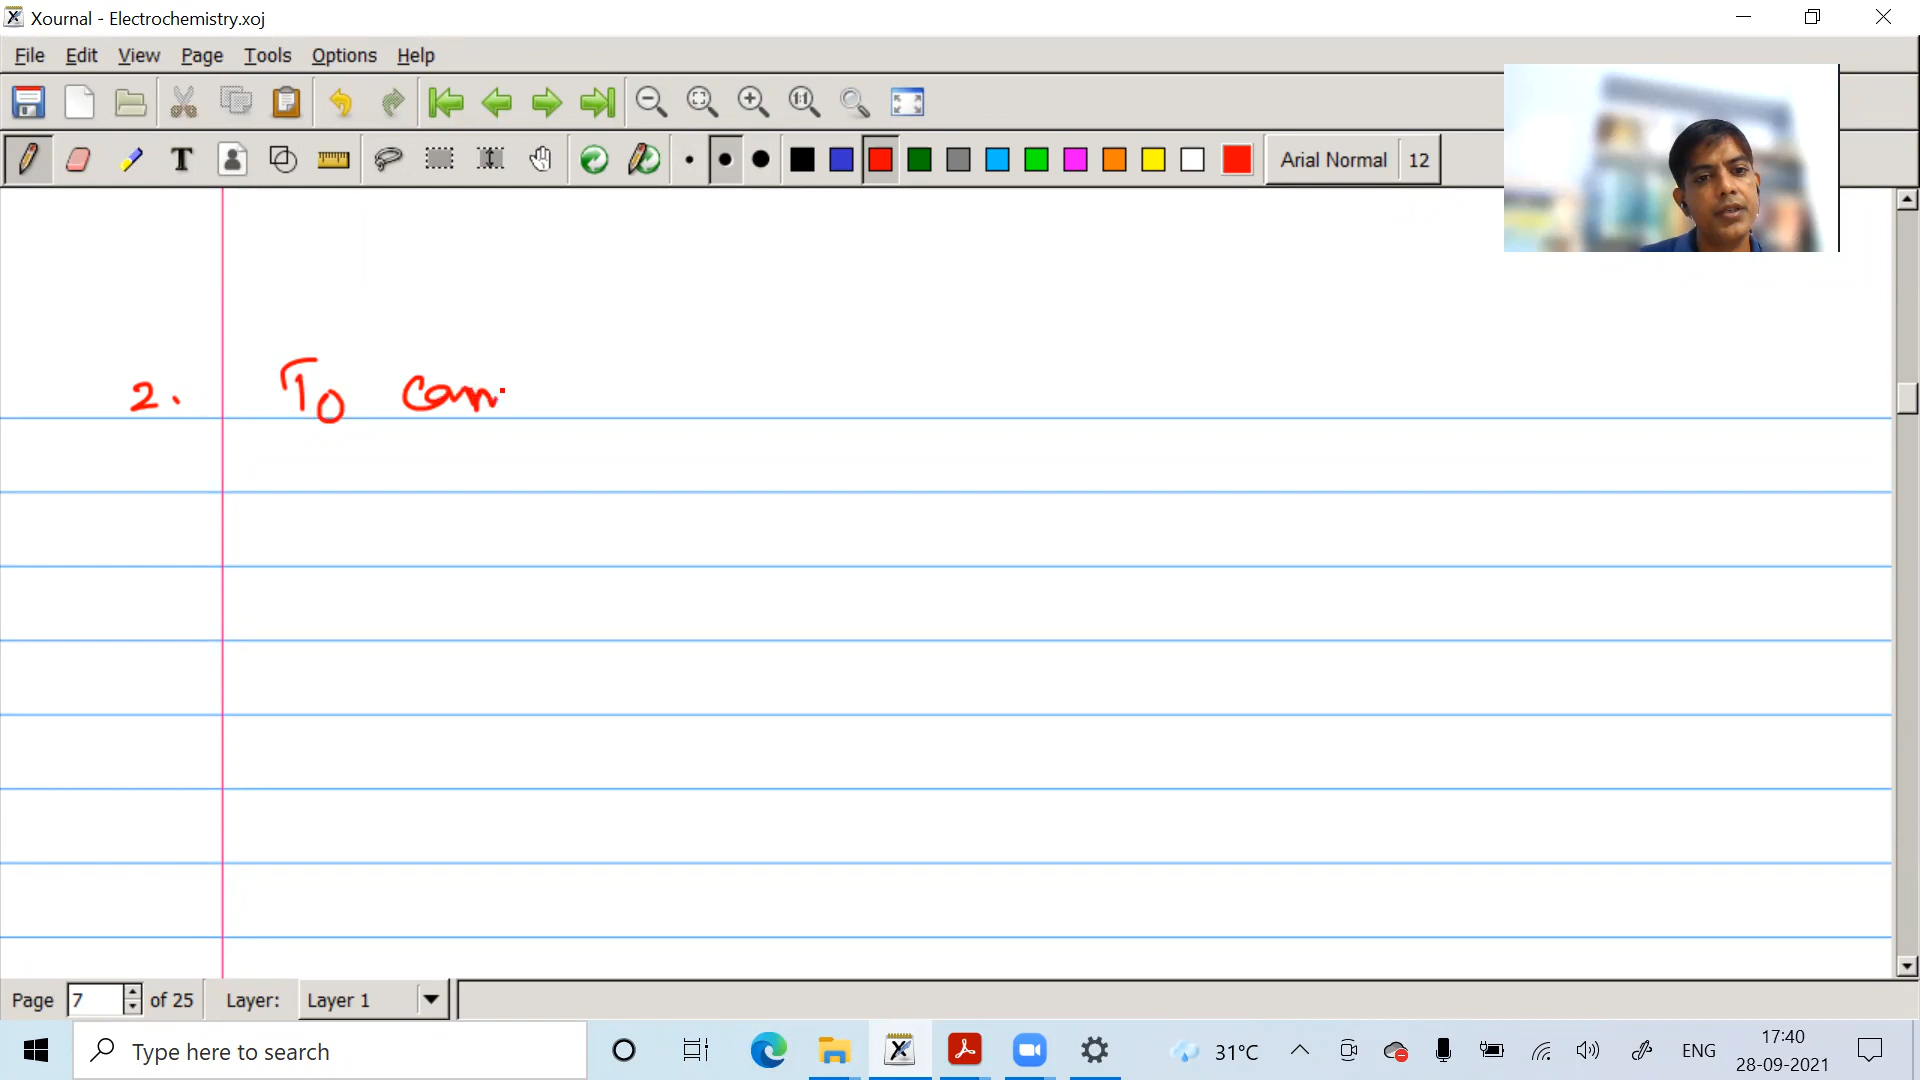 Xournal - Electrochemistry.xoj
File Edit View Page Tools Options Help
Arial Normal 12
2. To com
Page 7 of 25 Layer: Layer 1
Type here to search
31°C ENG 17:40
28-09-2021